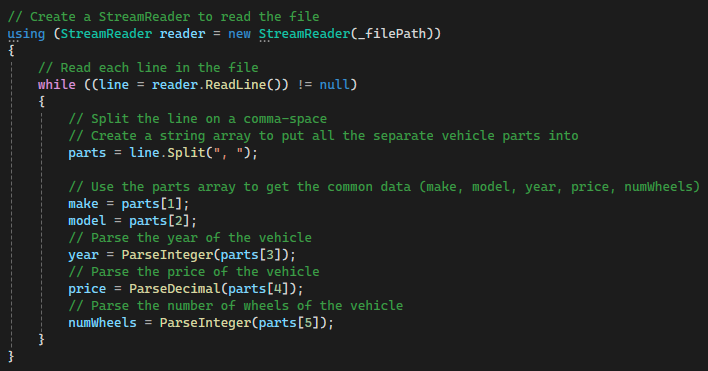 // Create a StreamReader to read the file
using (StreamReader reader = new StreamReader(_filePath))
{
// Read each line in the file
while ((line = reader.ReadLine()) != null)
{
// Split the line on a comma-space
// Create a string array to put all the separate vehicle parts into
parts = line.Split(", ");
// Use the parts array to get the common data (make, model, year, price, numWheels)
make = parts[1];
model = parts[2];
// Parse the year of the vehicle
year = ParseInteger(parts[3]);
// Parse the price of the vehicle
price = ParseDecimal(parts[4]);
// Parse the number of wheels of the vehicle
numWheels = ParseInteger(parts[5]);
}
}